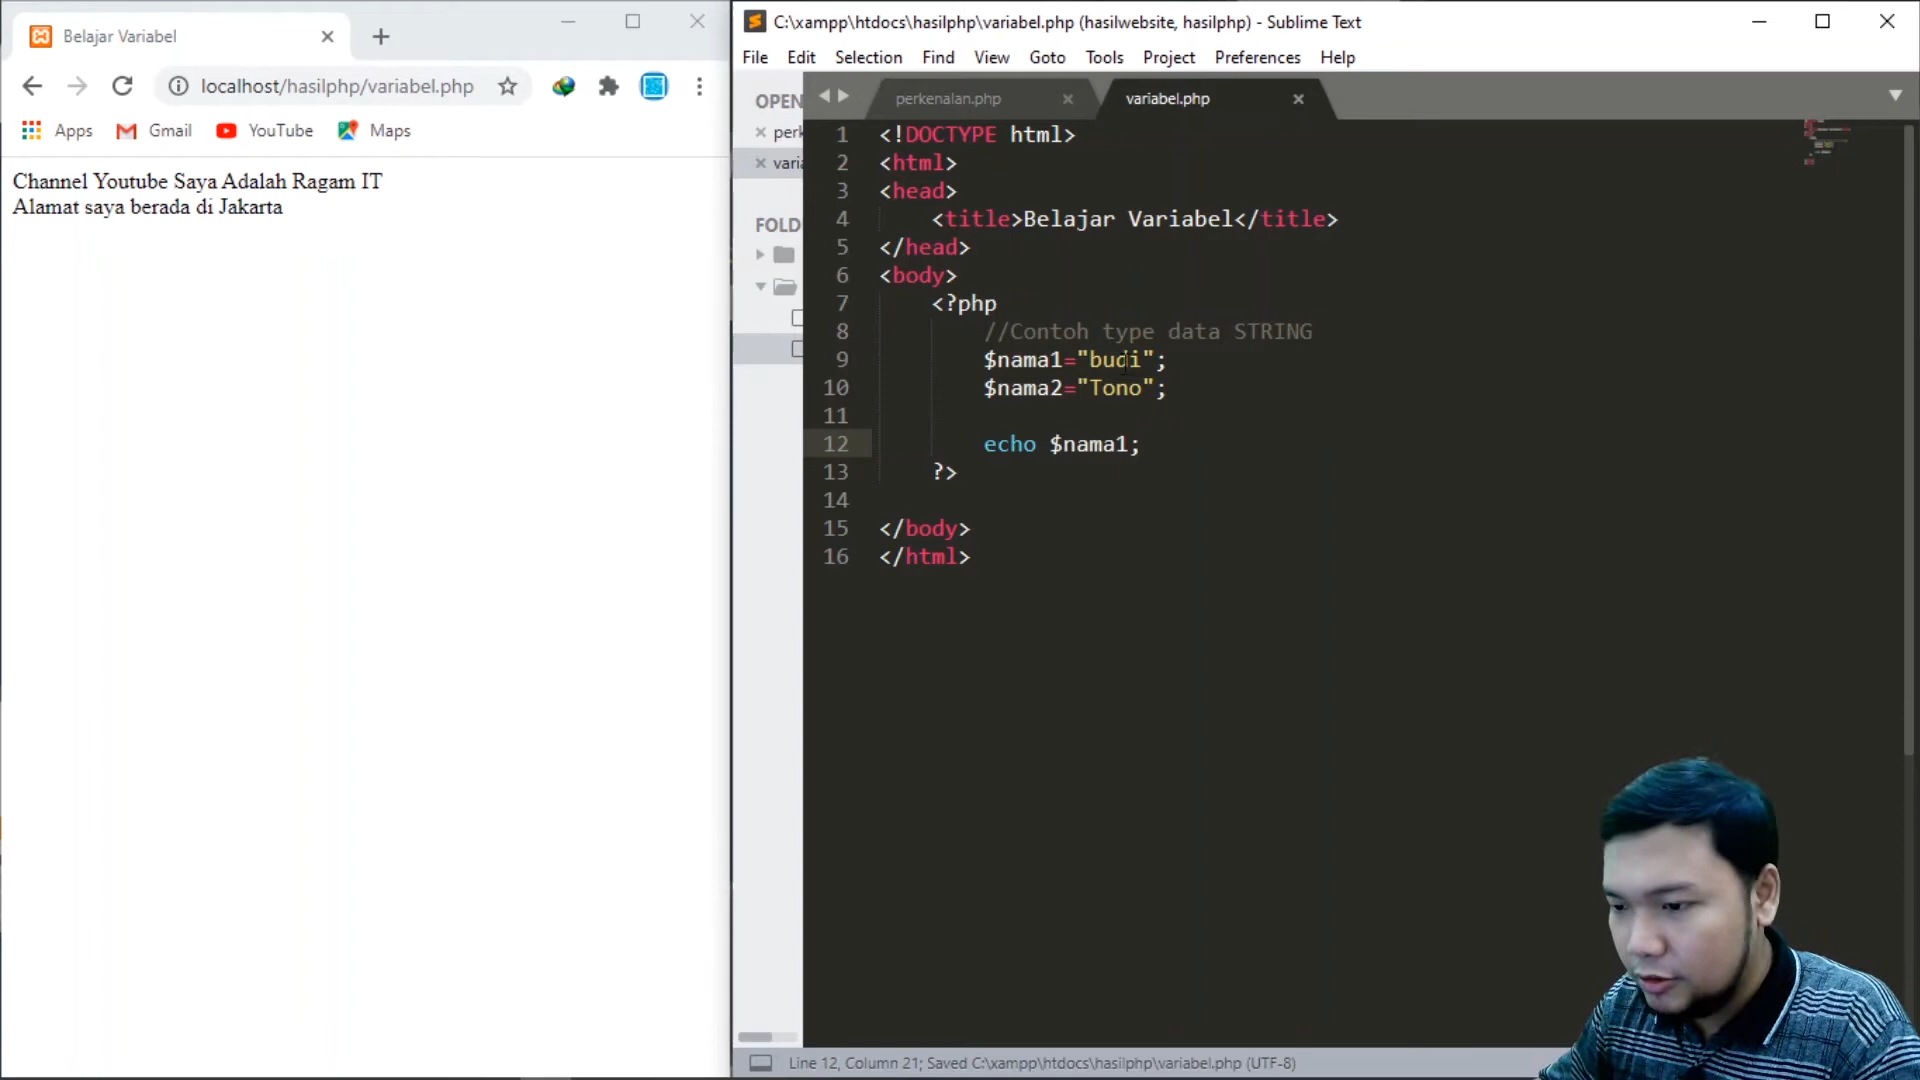 Belajar Variabel
localhost/hasilphp/variabel.php
Apps Gmail YouTube Maps
Channel Youtube Saya Adalah Ragam IT
Alamat saya berada di Jakarta
C:\xampp\htdocs\hasilphp\variabel.php (hasilwebsite, hasilphp) - Sublime Text
File Edit Selection Find View Goto Tools Project Preferences Help
OPEN
perk
varia
FOLD
perkenalan.php variabel.php
1 <!DOCTYPE html>
2 <html>
3 <head>
4 <title>Belajar Variabel</title>
5 </head>
6 <body>
7 <?php
8 //Contoh type data STRING
9 $nama1="budi";
10 $nama2="Tono";
11
12 echo $nama1;
13 ?>
14
15 </body>
16 </html>
Line 12, Column 21; Saved C:\xampp\htdocs\hasilphp\variabel.php (UTF-8)